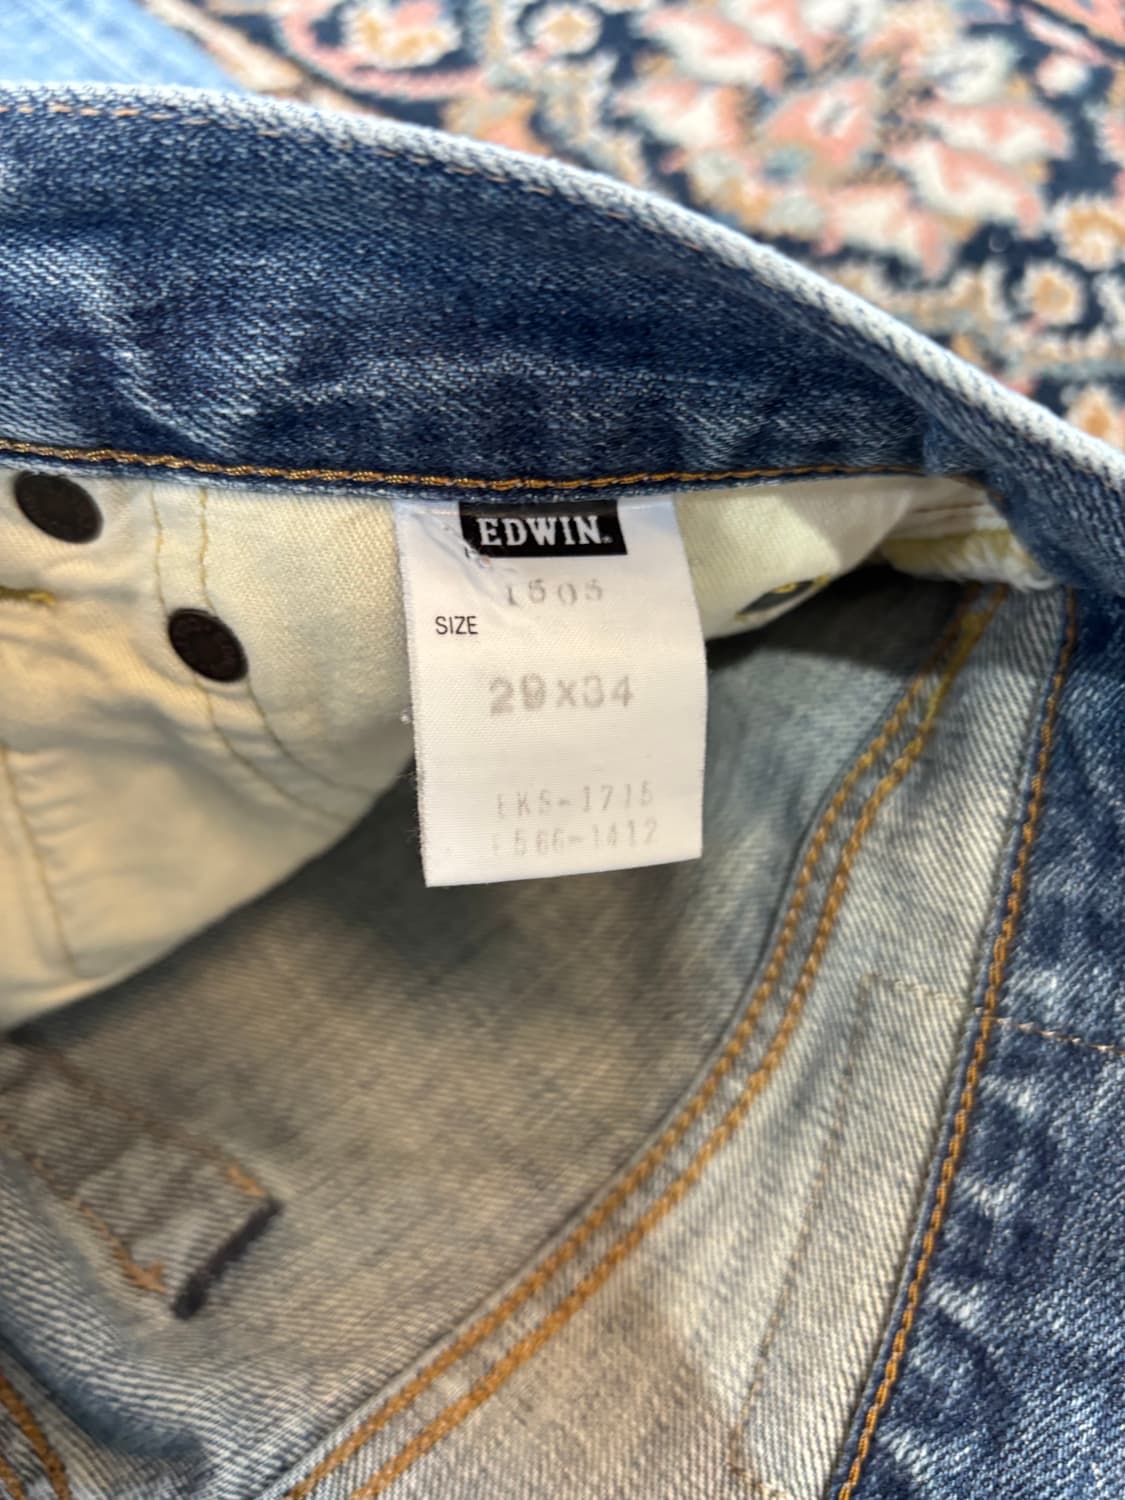 EDWIN.
1505
SIZE
29x34
EKS-1715
F566-1412